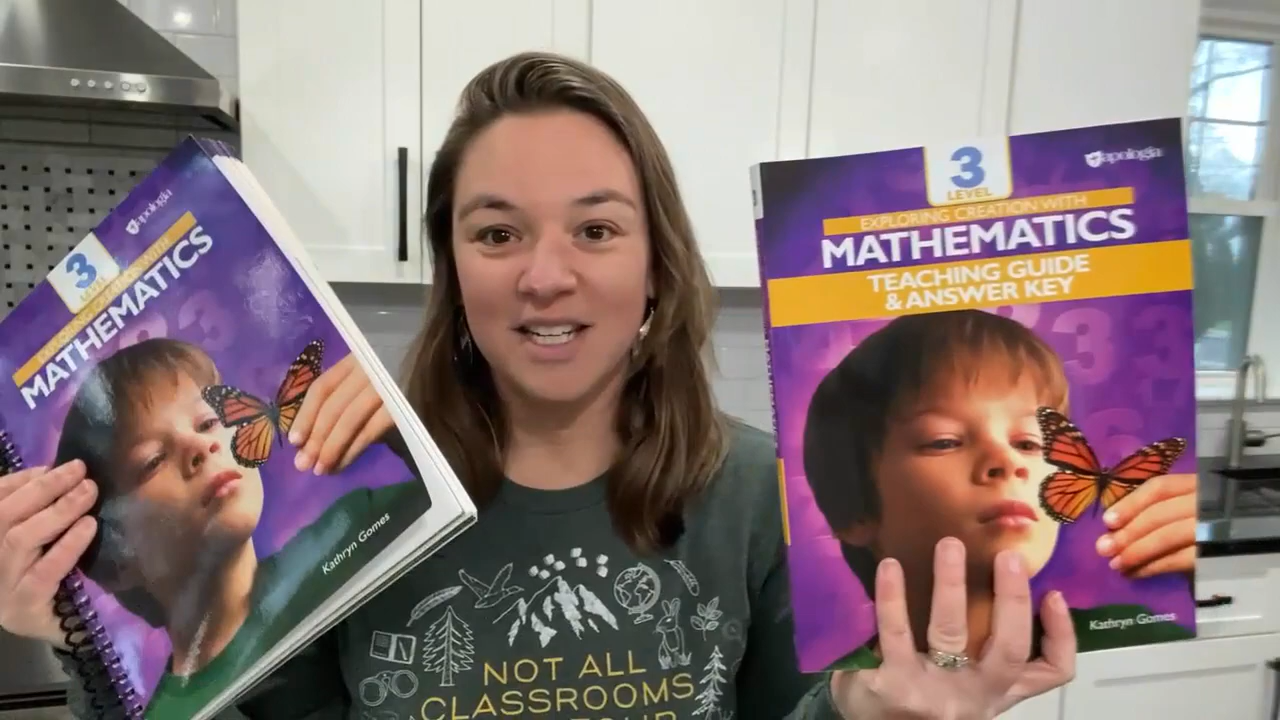 apologia
3
LEVEL
EXPLORING CREATION WITH
MATHEMATICS
Kathryn Gomes
apologia
3
LEVEL
EXPLORING CREATION WITH
MATHEMATICS
TEACHING GUIDE
& ANSWER KEY
Kathryn Gomes
NOT ALL
CLASSROOMS